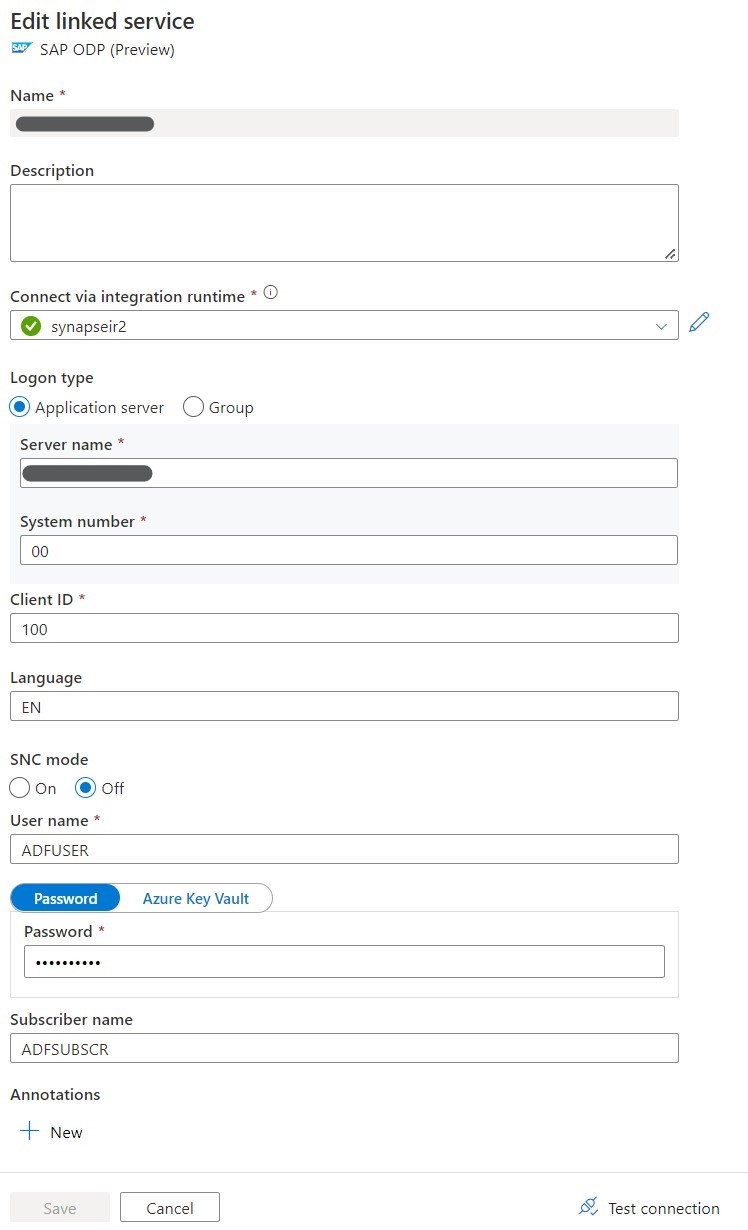 Edit linked service
SAP SAP ODP (Preview)
Name *
Description
Connect via integration runtime *
synapseir2
Logon type
Application server Group
Server name *
System number *
00
Client ID *
100
Language
EN
SNC mode
On Off
User name *
ADFUSER
Password Azure Key Vault
Password *
••••••••••
Subscriber name
ADFSUBSCR
Annotations
New
Save Cancel Test connection